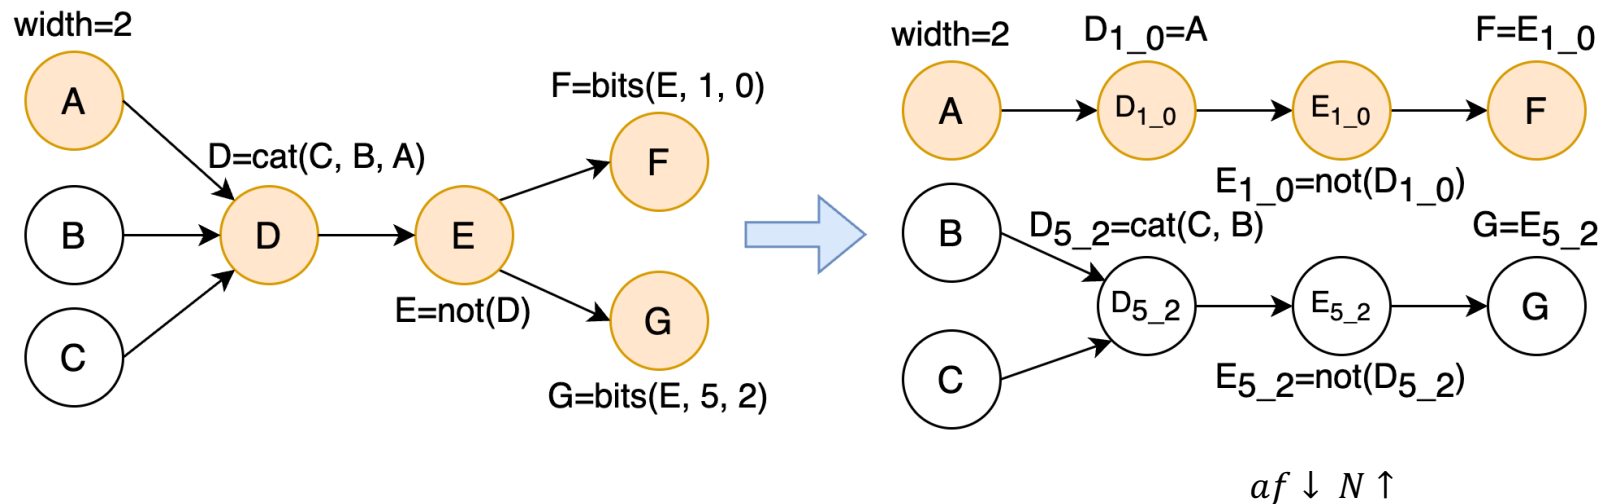 width=2
A
B
C
D=cat(C, B, A)
D
E
E=not(D)
F=bits(E, 1, 0)
F
G
G=bits(E, 5, 2)
width=2
D1_0=A
F=E1_0
A
D1_0
E1_0
F
E1_0=not(D1_0)
B
D5_2=cat(C, B)
G=E5_2
D5_2
E5_2
G
C
E5_2=not(D5_2)
af ↓ N ↑